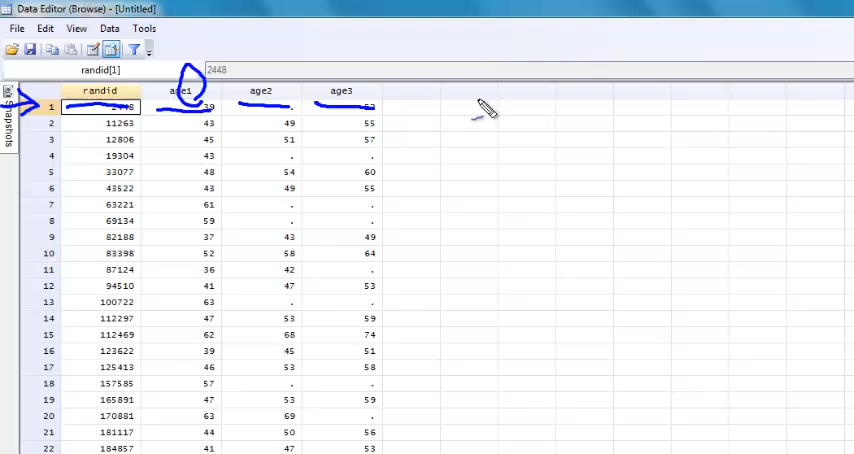 Data Editor (Browse) - [Untitled]
File Edit View Data Tools
randid[1] 2448
Snapshots
randid age1 age2 age3
1 2448 39 . 52
2 11263 43 49 55
3 12806 45 51 57
4 19304 43 . .
5 33077 48 54 60
6 43522 43 49 55
7 63221 61 . .
8 69134 59 . .
9 82188 37 43 49
10 83398 52 58 64
11 87124 36 42 .
12 94510 41 47 53
13 100722 63 . .
14 112297 47 53 59
15 112469 62 68 74
16 123622 39 45 51
17 125413 46 53 58
18 157585 57 . .
19 165891 47 53 59
20 170881 63 69 .
21 181117 44 50 56
22 184857 41 47 53